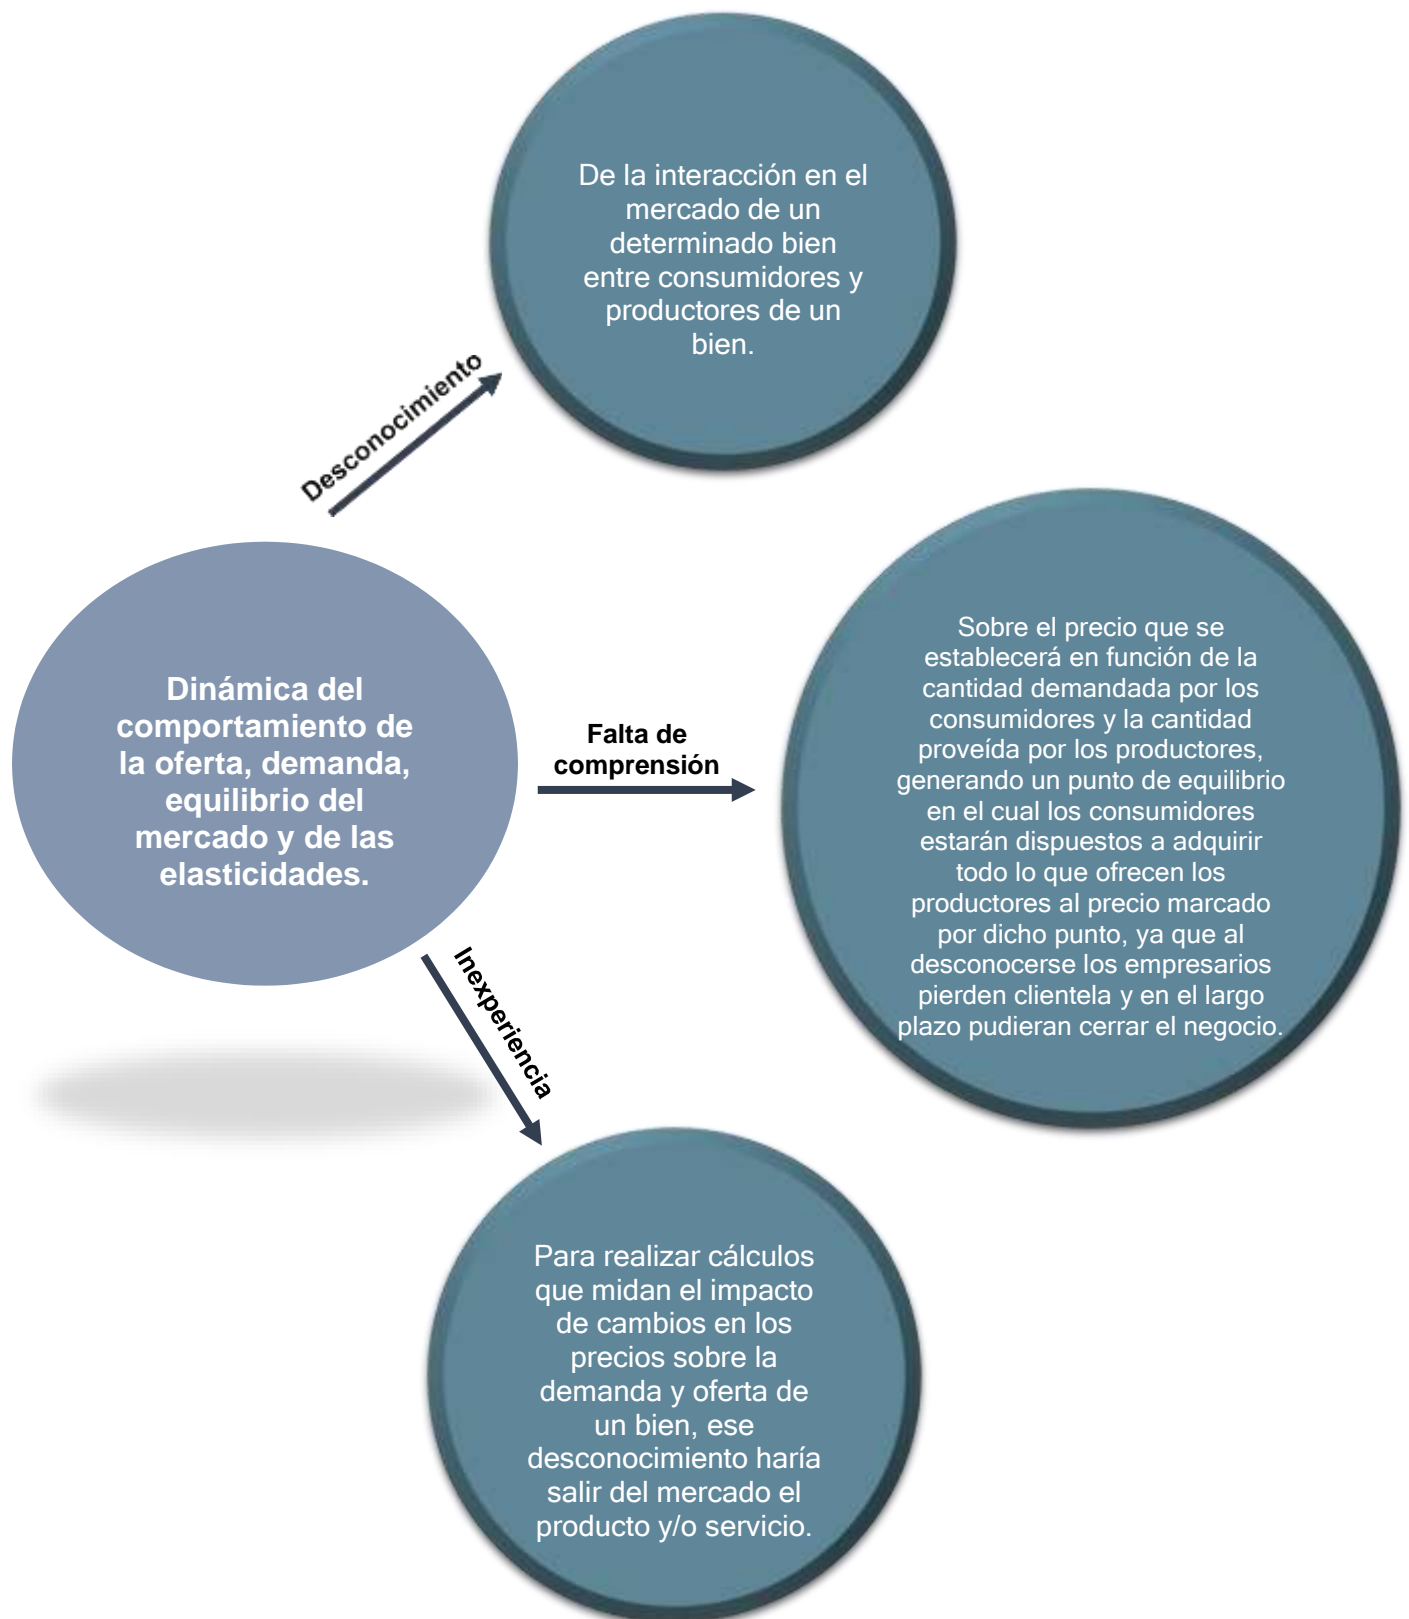 De la interacción en el
mercado de un
determinado bien
entre consumidores y
productores de un
bien.
Desconocimiento
Dinámica del
comportamiento de
la oferta, demanda,
equilibrio del
mercado y de las
elasticidades.
Falta de
comprensión
Sobre el precio que se
establecerá en función de la
cantidad demandada por los
consumidores y la cantidad
proveída por los productores,
generando un punto de equilibrio
en el cual los consumidores
estarán dispuestos a adquirir
todo lo que ofrecen los
productores al precio marcado
por dicho punto, ya que al
desconocerse los empresarios
pierden clientela y en el largo
plazo pudieran cerrar el negocio.
Inexperiencia
Para realizar cálculos
que midan el impacto
de cambios en los
precios sobre la
demanda y oferta de
un bien, ese
desconocimiento haría
salir del mercado el
producto y/o servicio.